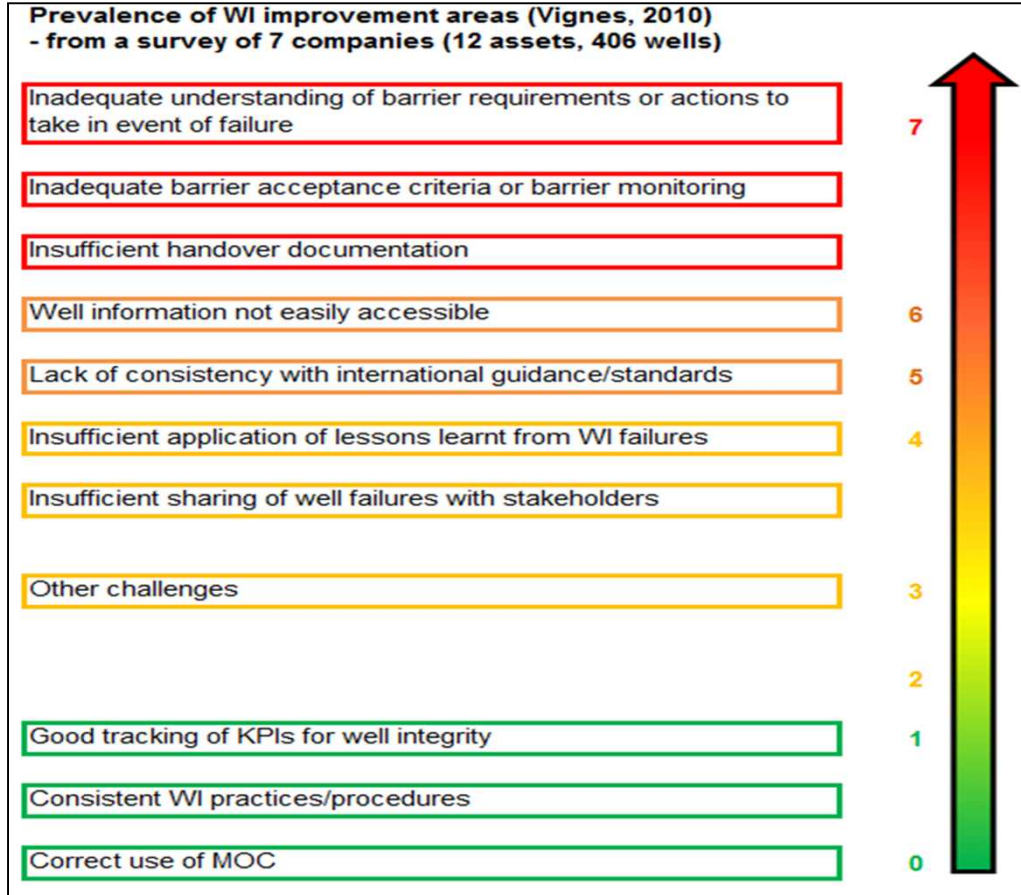 Prevalence of WI improvement areas (Vignes, 2010)
- from a survey of 7 companies (12 assets, 406 wells)
Inadequate understanding of barrier requirements or actions to
take in event of failure
7
Inadequate barrier acceptance criteria or barrier monitoring
Insufficient handover documentation
Well information not easily accessible
6
Lack of consistency with international guidance/standards
5
Insufficient application of lessons learnt from WI failures
4
Insufficient sharing of well failures with stakeholders
Other challenges
3
2
Good tracking of KPIs for well integrity
1
Consistent WI practices/procedures
Correct use of MOC
0